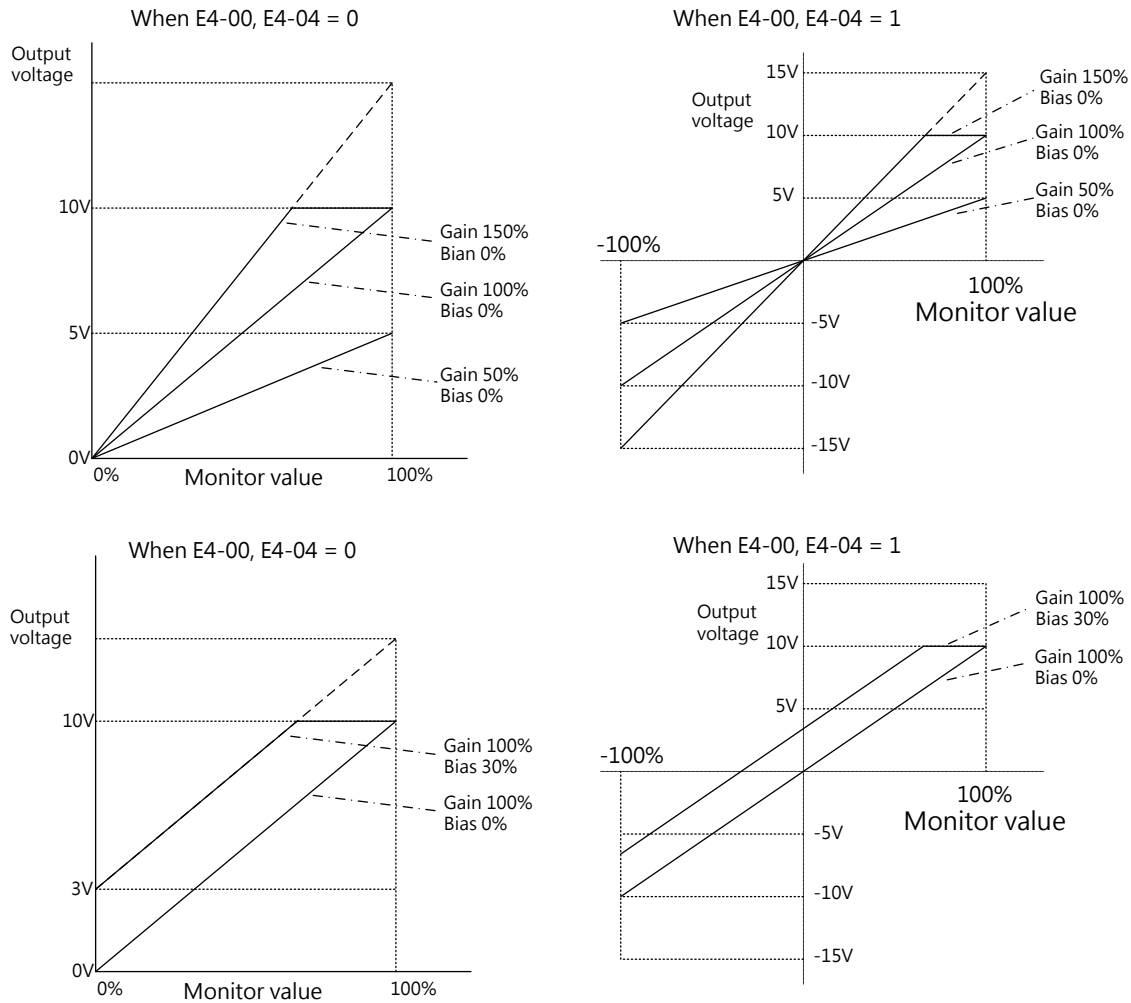 When E4-00, E4-04 = 0
Output
voltage
10V
5V
0V
0%
100%
Monitor value
Gain 150%
Bian 0%
Gain 100%
Bias 0%
Gain 50%
Bias 0%
When E4-00, E4-04 = 1
Output
voltage
15V
10V
5V
-100%
100%
Monitor value
-5V
-10V
-15V
Gain 150%
Bias 0%
Gain 100%
Bias 0%
Gain 50%
Bias 0%
When E4-00, E4-04 = 0
Output
voltage
10V
3V
0V
0%
100%
Monitor value
Gain 100%
Bias 30%
Gain 100%
Bias 0%
When E4-00, E4-04 = 1
Output
voltage
15V
10V
5V
-100%
100%
Monitor value
-5V
-10V
-15V
Gain 100%
Bias 30%
Gain 100%
Bias 0%